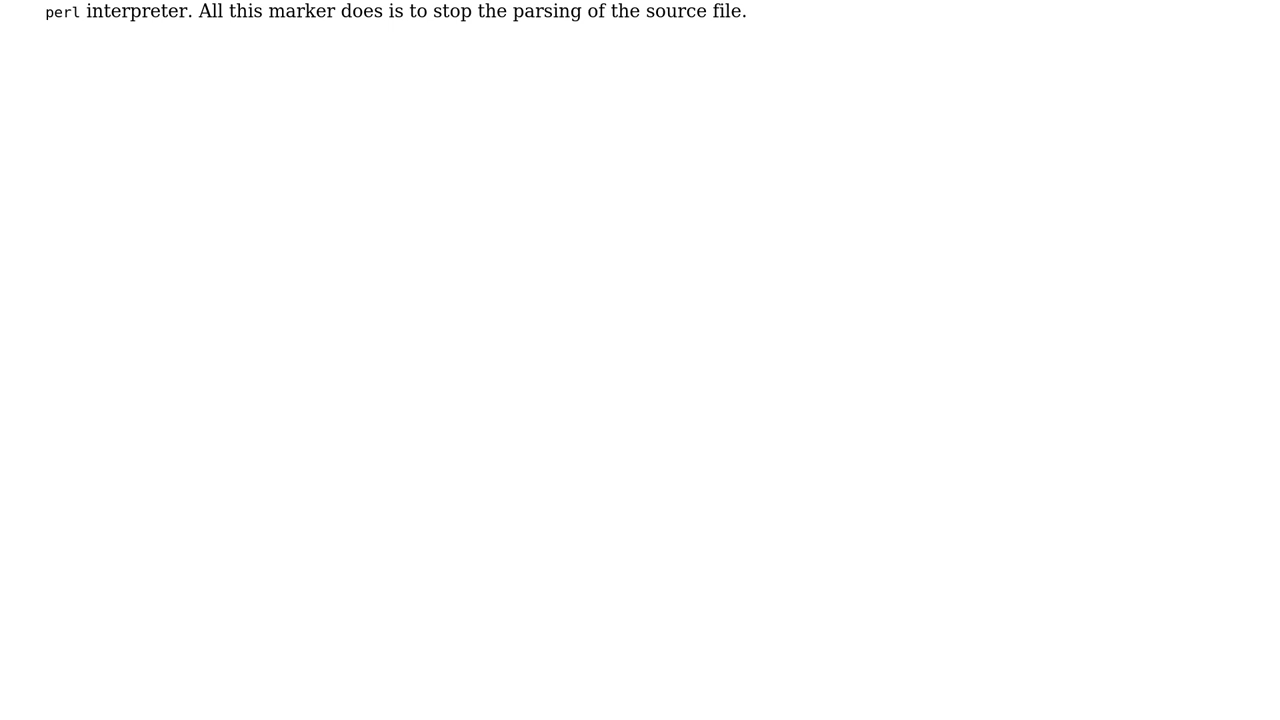 perl interpreter. All this marker does is to stop the parsing of the source file.